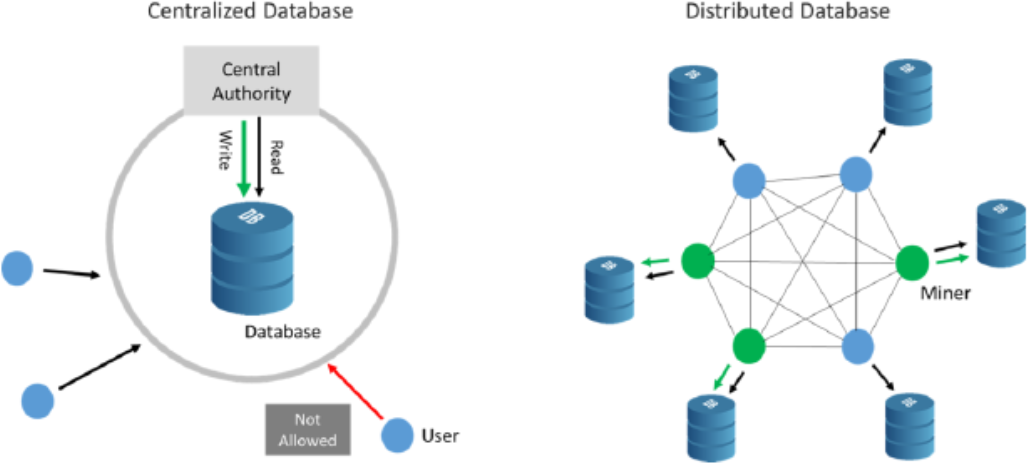 Centralized Database
Distributed Database
Central
Authority
Write
Read
DB
Database
Not
Allowed
User
DB
DB
DB
DB
Miner
DB
DB